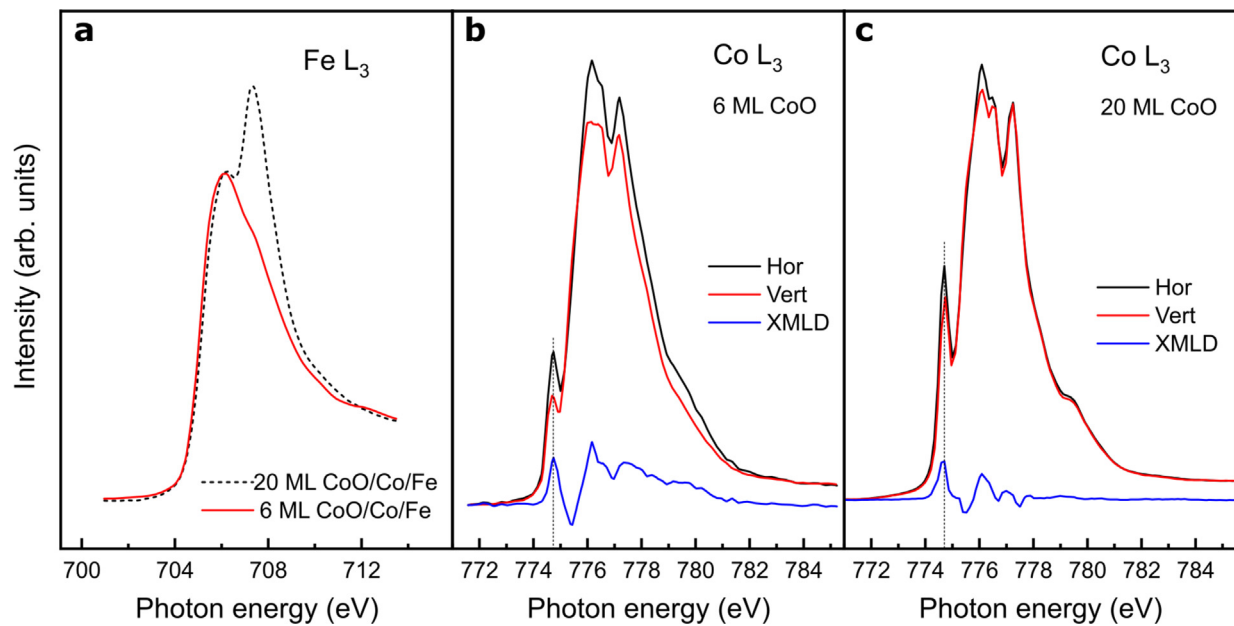 a
Fe L3
Intensity (arb. units)
20 ML CoO/Co/Fe
6 ML CoO/Co/Fe
700 704 708 712
Photon energy (eV)
b
Co L3
6 ML CoO
Hor
Vert
XMLD
772 774 776 778 780 782 784
Photon energy (eV)
c
Co L3
20 ML CoO
Hor
Vert
XMLD
772 774 776 778 780 782 784
Photon energy (eV)